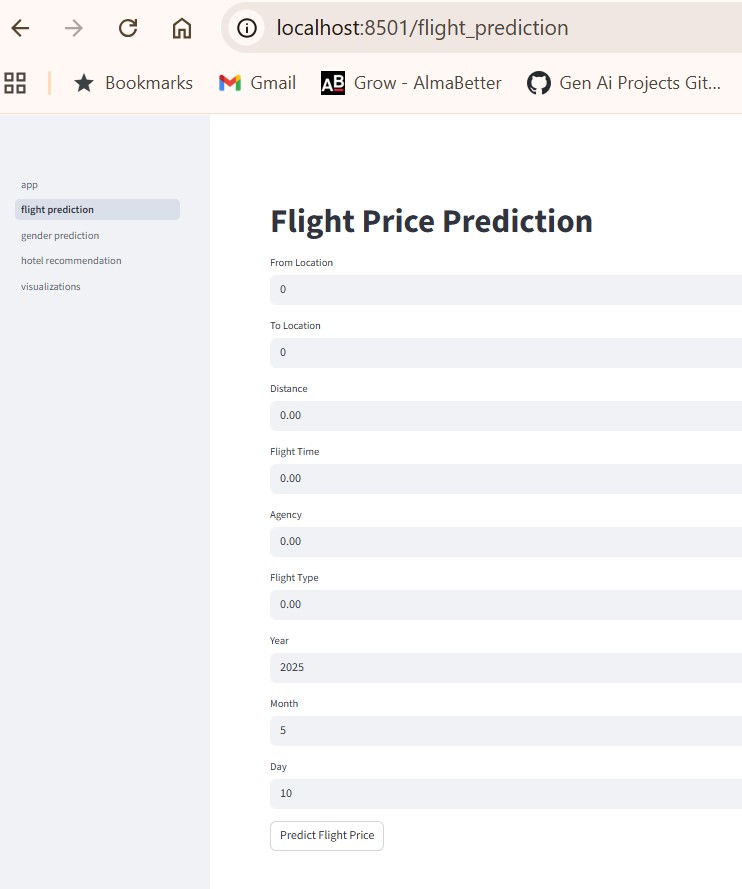 localhost:8501/flight_prediction
Bookmarks Gmail AB Grow - AlmaBetter Gen Ai Projects Git...
app
flight prediction
gender prediction
hotel recommendation
visualizations
Flight Price Prediction
From Location
0
To Location
0
Distance
0.00
Flight Time
0.00
Agency
0.00
Flight Type
0.00
Year
2025
Month
5
Day
10
Predict Flight Price